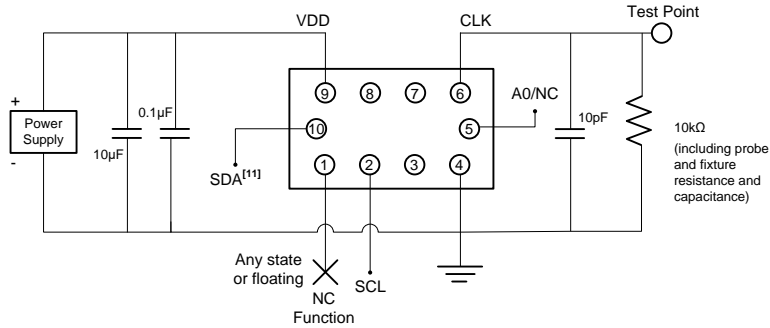 VDD
CLK
Test Point
+
Power
Supply
-
10µF
0.1µF
9
8
7
6
10
5
1
2
3
4
A0/NC
SDA[11]
10pF
10kΩ
(including probe
and fixture
resistance and
capacitance)
Any state
or floating
NC
Function
SCL